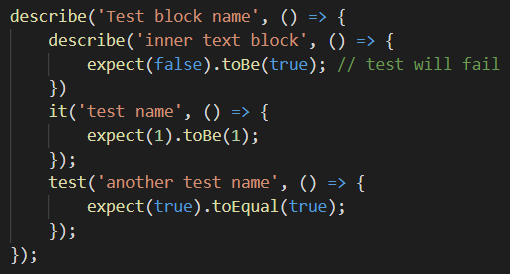 describe('Test block name', () => {
    describe('inner text block', () => {
        expect(false).toBe(true); // test will fail
    })
    it('test name', () => {
        expect(1).toBe(1);
    });
    test('another test name', () => {
        expect(true).toEqual(true);
    });
});